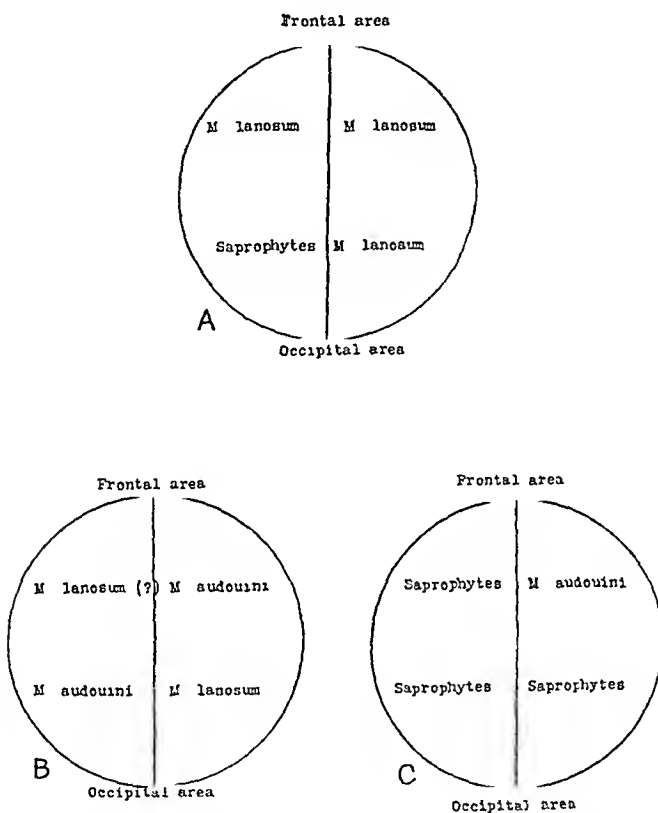 Frontal area
M lanosum M lanosum
Saprophytes M lanosum
A
Occipital area
Frontal area
M lanosum (?) M audouini
M audouini M lanosum
B
Occipital area
Frontal area
Saprophytes M audouini
Saprophytes Saprophytes
C
Occipital area